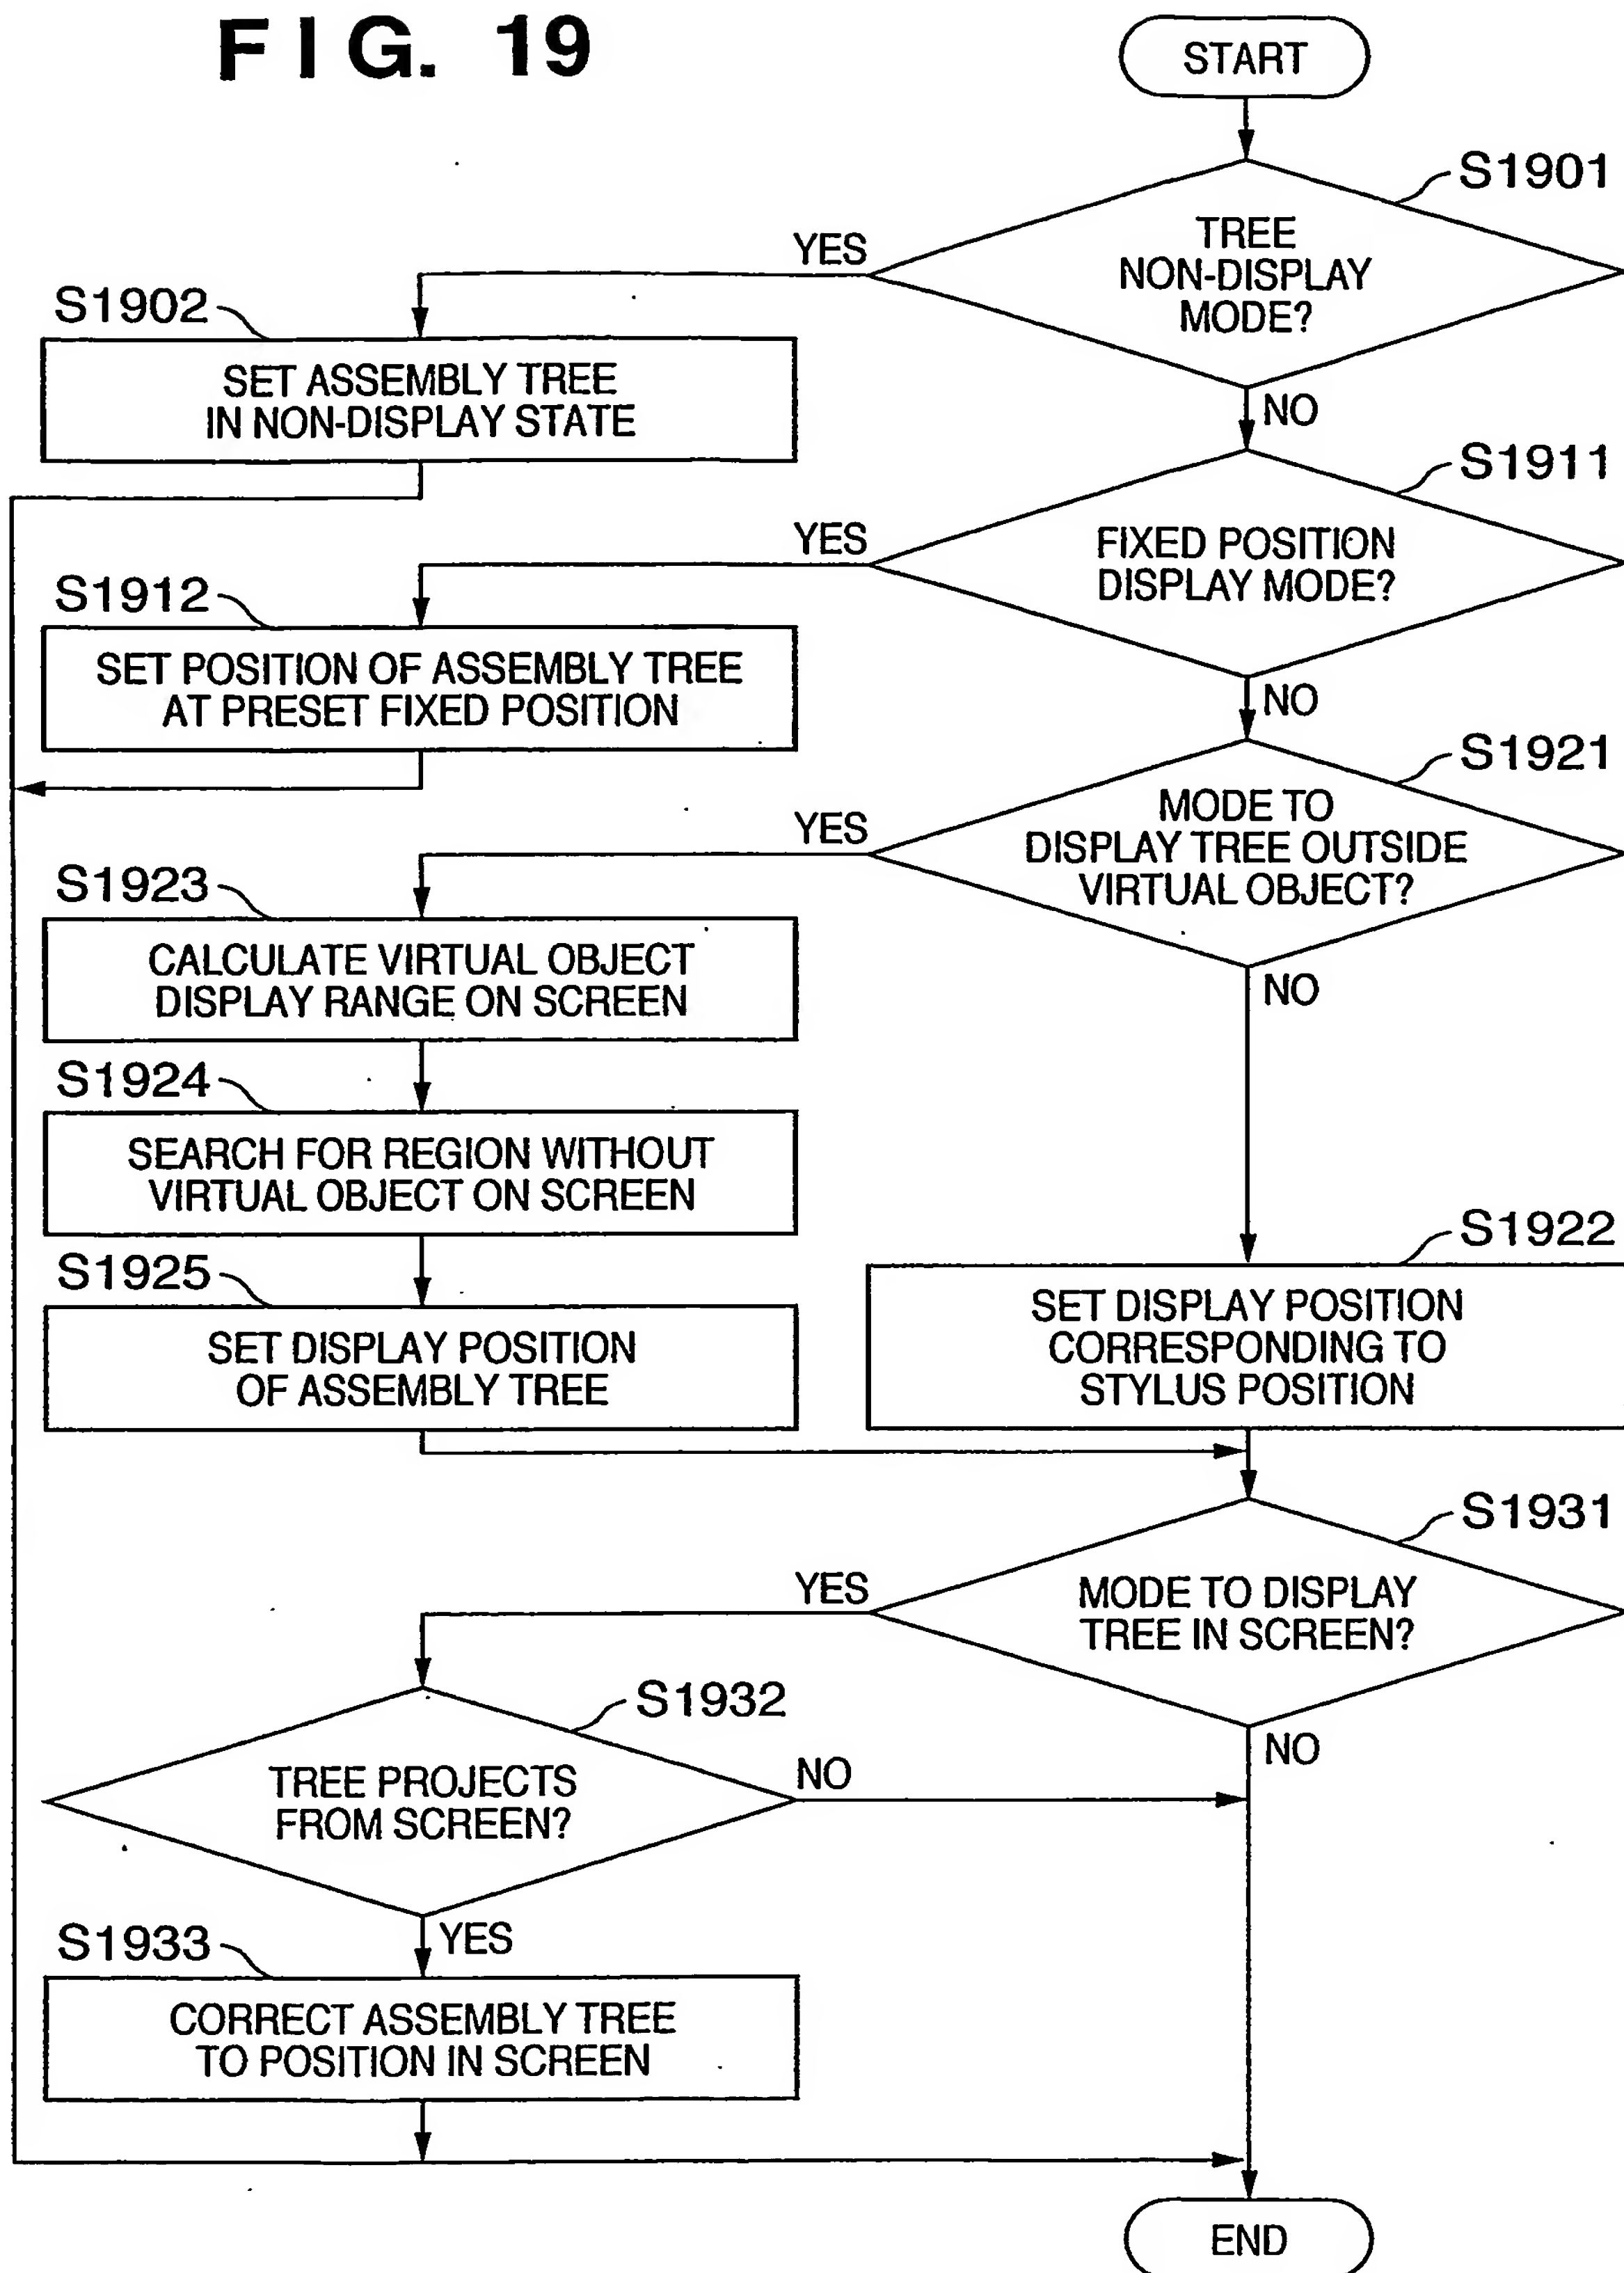 FIG. 19
START
S1901
TREE
NON-DISPLAY
MODE?
YES
NO
S1902
SET ASSEMBLY TREE
IN NON-DISPLAY STATE
S1911
FIXED POSITION
DISPLAY MODE?
YES
NO
S1912
SET POSITION OF ASSEMBLY TREE
AT PRESET FIXED POSITION
S1921
MODE TO
DISPLAY TREE OUTSIDE
VIRTUAL OBJECT?
YES
NO
S1923
CALCULATE VIRTUAL OBJECT
DISPLAY RANGE ON SCREEN
S1924
SEARCH FOR REGION WITHOUT
VIRTUAL OBJECT ON SCREEN
S1925
SET DISPLAY POSITION
OF ASSEMBLY TREE
S1922
SET DISPLAY POSITION
CORRESPONDING TO
STYLUS POSITION
S1931
MODE TO DISPLAY
TREE IN SCREEN?
YES
NO
S1932
TREE PROJECTS
FROM SCREEN?
NO
YES
S1933
CORRECT ASSEMBLY TREE
TO POSITION IN SCREEN
END